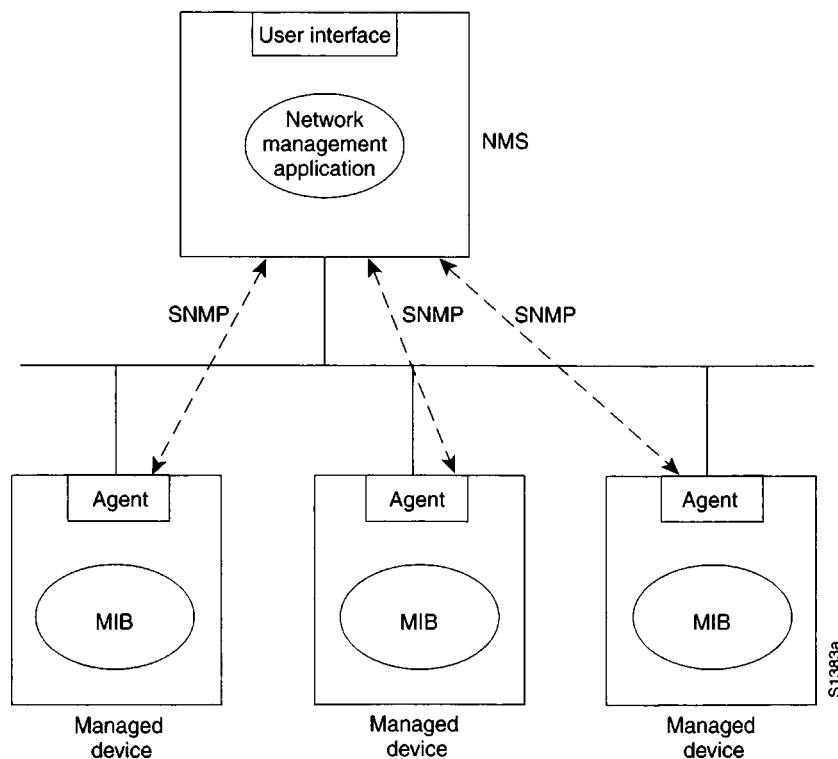 User interface
Network
management
application
NMS
SNMP
SNMP
SNMP
Agent
Agent
Agent
MIB
MIB
MIB
S1383a
Managed
device
Managed
device
Managed
device